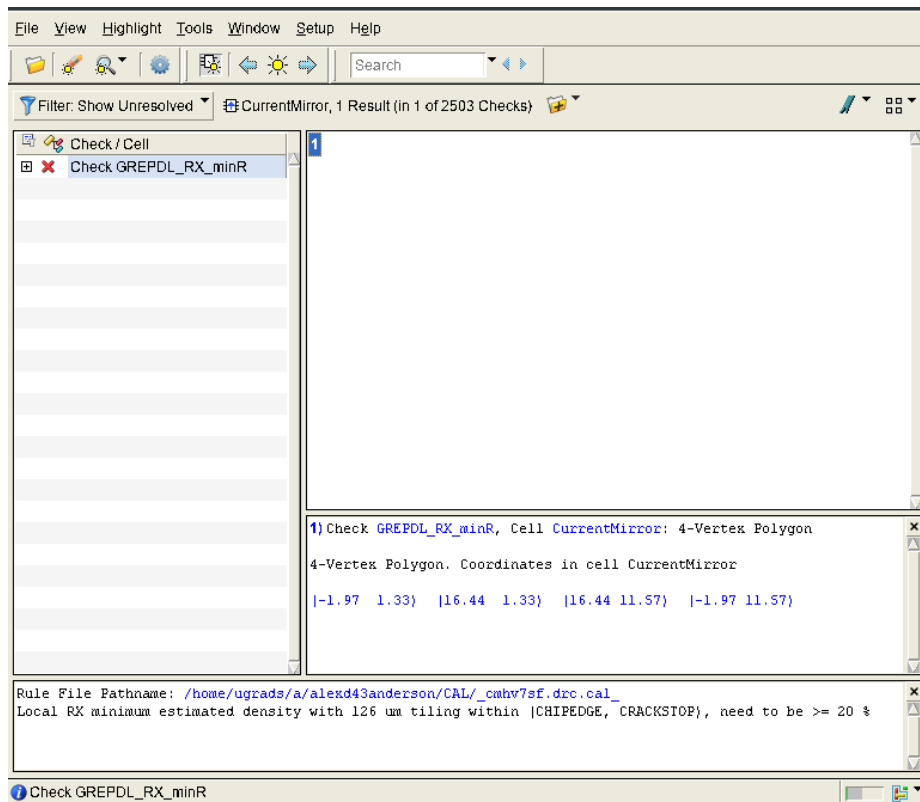 File View Highlight Tools Window Setup Help
Search
Filter: Show Unresolved CurrentMirror, 1 Result (in 1 of 2503 Checks)
Check / Cell
Check GREPDL_RX_minR
1
1) Check GREPDL_RX_minR, Cell CurrentMirror: 4-Vertex Polygon
4-Vertex Polygon. Coordinates in cell CurrentMirror
(-1.97 1.33) (16.44 1.33) (16.44 11.57) (-1.97 11.57)
Rule File Pathname: /home/ugrads/a/alexd43anderson/CAL/_cmhv7sf.drc.cal_
Local RX minimum estimated density with 126 um tiling within (CHIPEDGE, CRACKSTOP), need to be >= 20 %
Check GREPDL_RX_minR